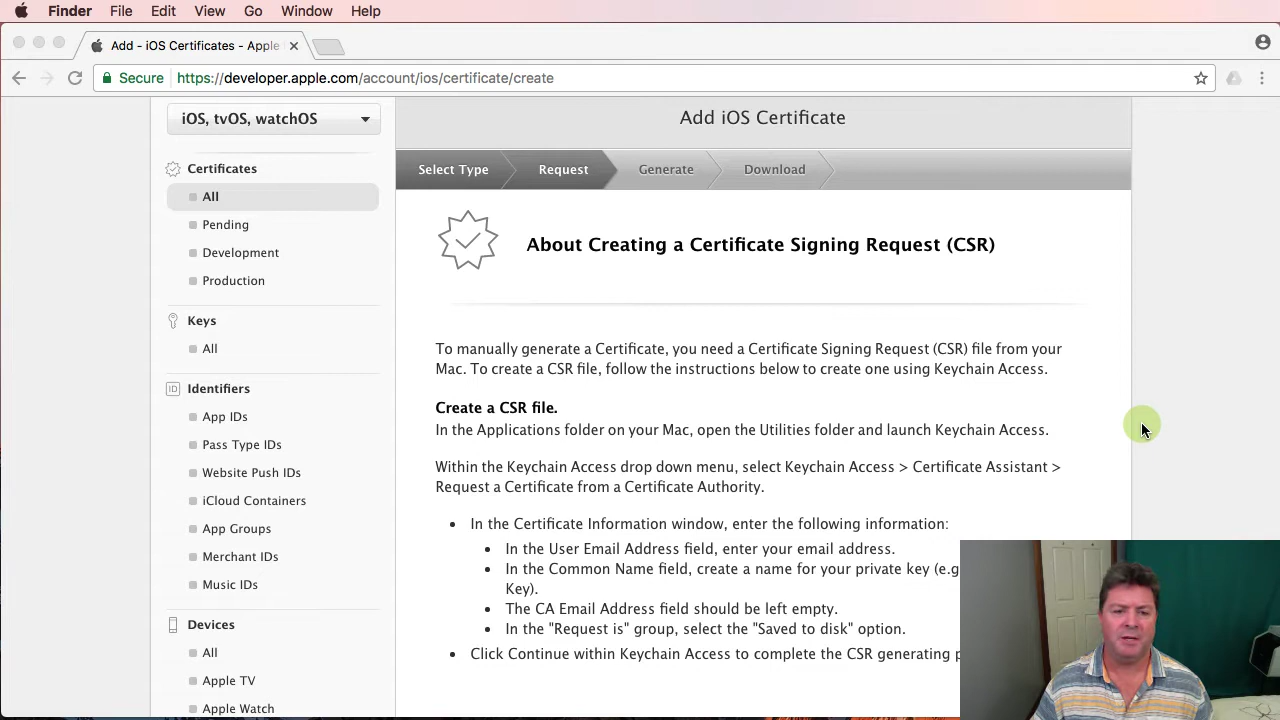 Finder File Edit View Go Window Help
Add - iOS Certificates - Apple
Secure https://developer.apple.com/account/ios/certificate/create
iOS, tvOS, watchOS
Certificates
All
Pending
Development
Production
Keys
All
Identifiers
App IDs
Pass Type IDs
Website Push IDs
iCloud Containers
App Groups
Merchant IDs
Music IDs
Devices
All
Apple TV
Apple Watch
Add iOS Certificate
Select Type Request Generate Download
About Creating a Certificate Signing Request (CSR)
To manually generate a Certificate, you need a Certificate Signing Request (CSR) file from your
Mac. To create a CSR file, follow the instructions below to create one using Keychain Access.
Create a CSR file.
In the Applications folder on your Mac, open the Utilities folder and launch Keychain Access.
Within the Keychain Access drop down menu, select Keychain Access > Certificate Assistant >
Request a Certificate from a Certificate Authority.
In the Certificate Information window, enter the following information:
In the User Email Address field, enter your email address.
In the Common Name field, create a name for your private key (e.g
Key).
The CA Email Address field should be left empty.
In the "Request is" group, select the "Saved to disk" option.
Click Continue within Keychain Access to complete the CSR generating